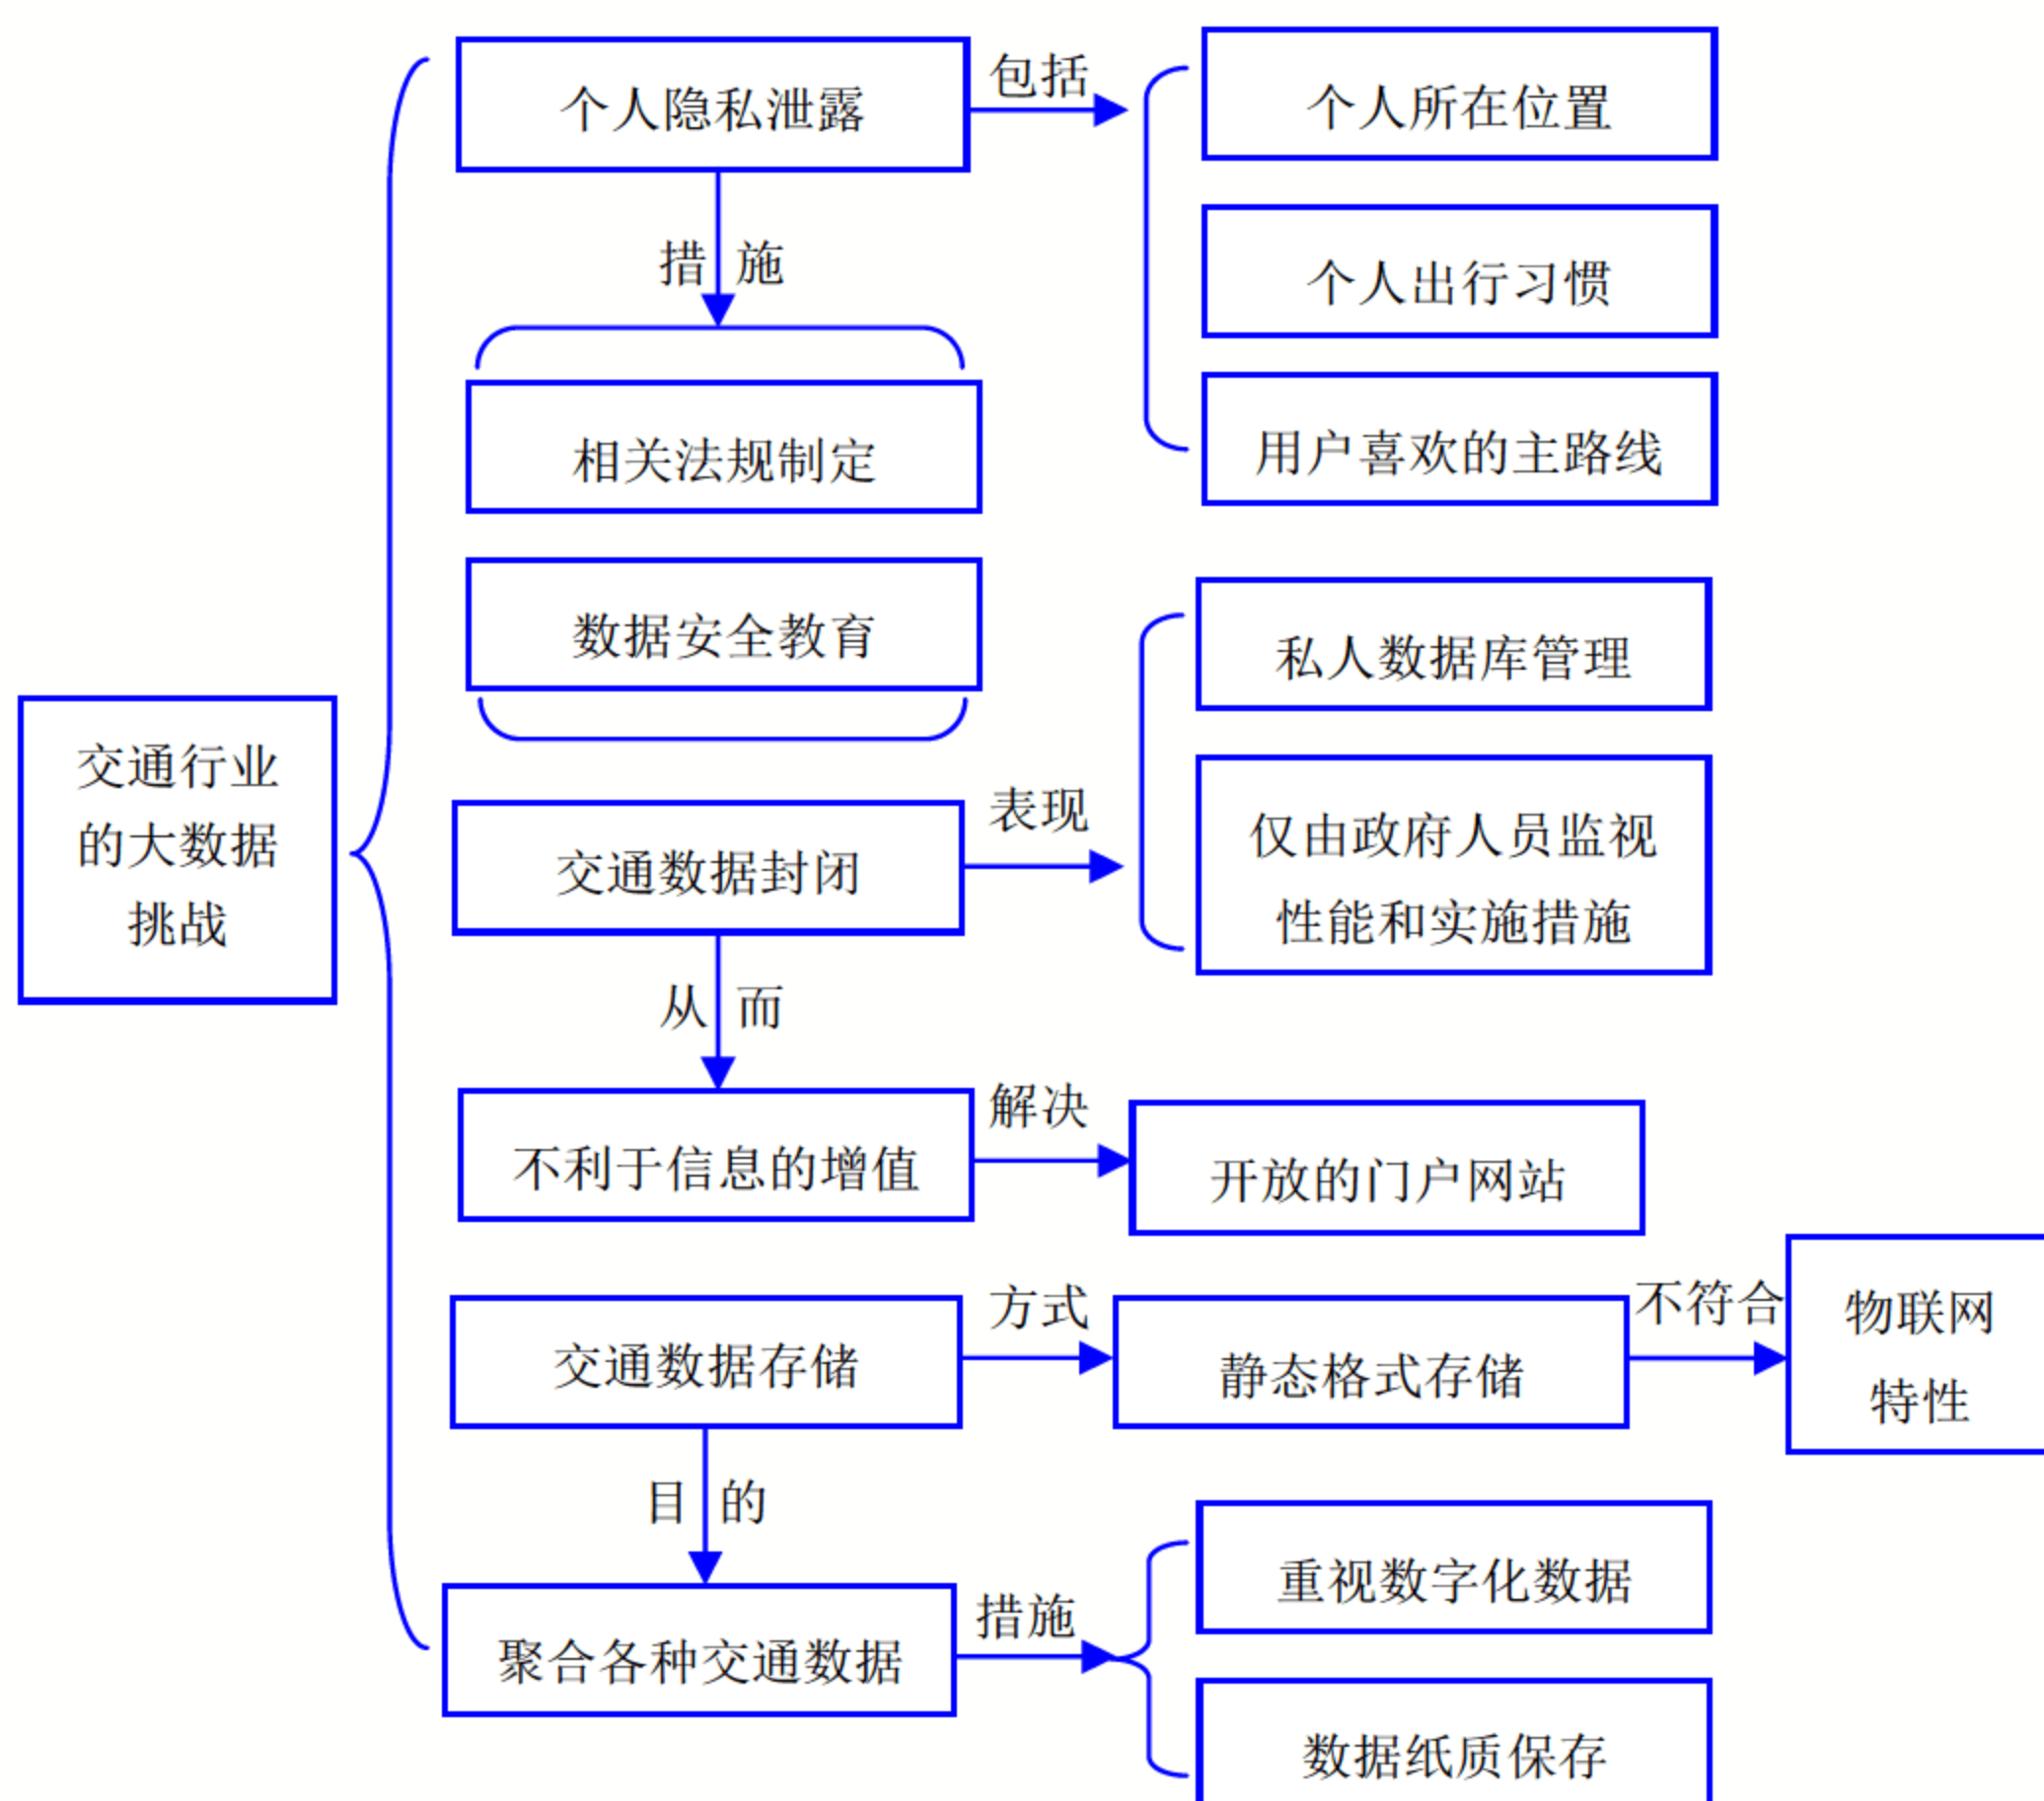 个人隐私泄露
包括
个人所在位置
个人出行习惯
用户喜欢的主路线
措 施
相关法规制定
数据安全教育
交通行业
的大数据
挑战
交通数据封闭
表现
私人数据库管理
仅由政府人员监视
性能和实施措施
从 而
不利于信息的增值
解决
开放的门户网站
交通数据存储
方式
静态格式存储
不符合
物联网
特性
目 的
聚合各种交通数据
措施
重视数字化数据
数据纸质保存